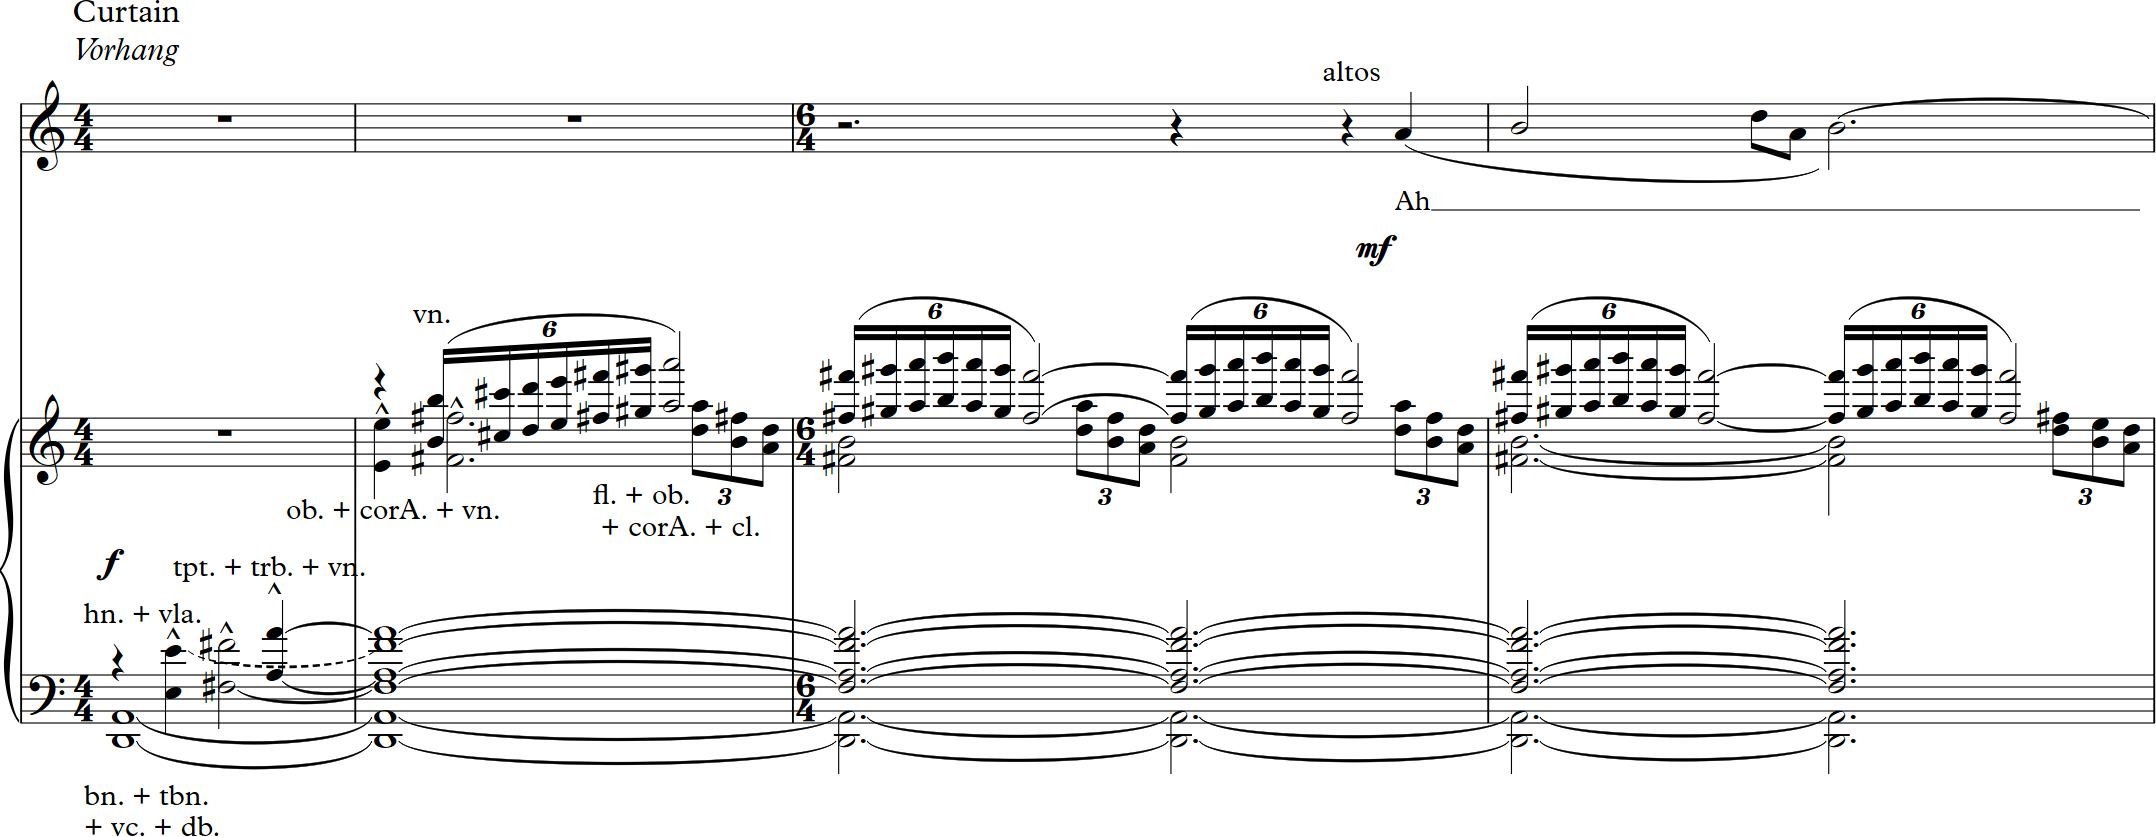 Curtain
Vorhang
altos
Ah
mf
vn.
6
6
6
6
6
3
3
3
3
ob. + corA. + vn.
fl. + ob.
+ corA. + cl.
f
tpt. + trb. + vn.
hn. + vla.
bn. + tbn.
+ vc. + db.